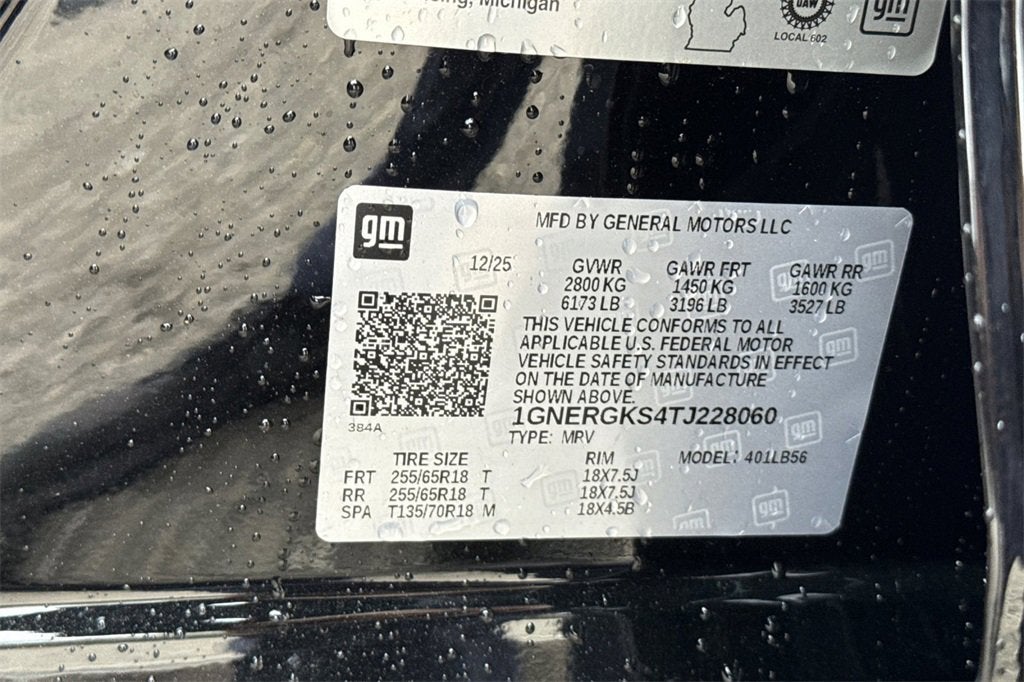 Lansing, Michigan
UAW
LOCAL 602
gm
gm
MFD BY GENERAL MOTORS LLC
12/25
GVWR GAWR FRT GAWR RR
2800 KG 1450 KG 1600 KG
6173 LB 3196 LB 3527 LB
THIS VEHICLE CONFORMS TO ALL
APPLICABLE U.S. FEDERAL MOTOR
VEHICLE SAFETY STANDARDS IN EFFECT
ON THE DATE OF MANUFACTURE
SHOWN ABOVE.
384A
1GNERGKS4TJ228060
TYPE: MRV
TIRE SIZE RIM MODEL: 401LB56
FRT 255/65R18 T 18X7.5J
RR 255/65R18 T 18X7.5J
SPA T135/70R18 M 18X4.5B